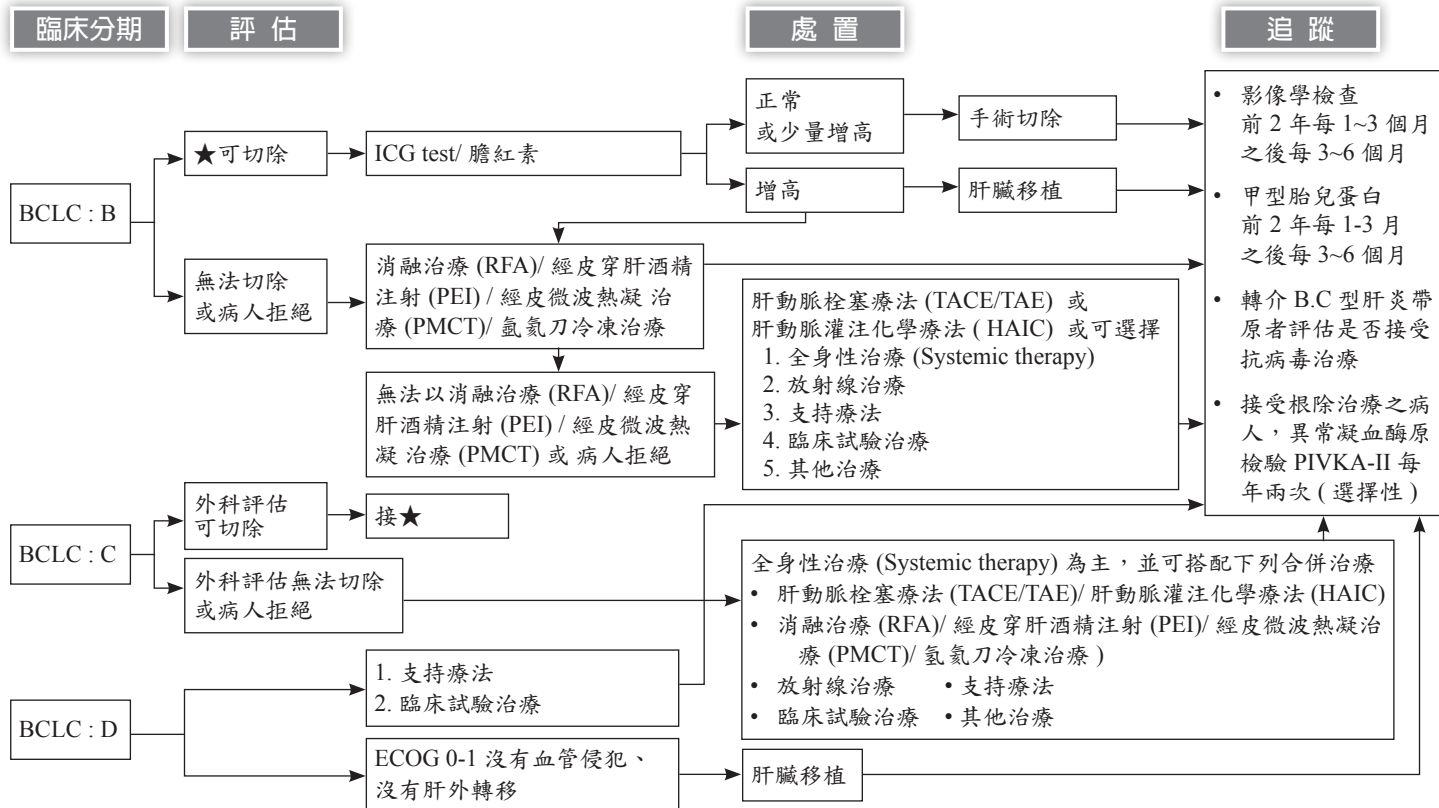 臨床分期
評 估
處 置
追 蹤
BCLC : B
★可切除
ICG test/ 膽紅素
正常
或少量增高
手術切除
增高
肝臟移植
無法切除
或病人拒絕
消融治療 (RFA)/ 經皮穿肝酒精
注射 (PEI) / 經皮微波熱凝 治
療 (PMCT)/ 氬氦刀冷凍治療
無法以消融治療 (RFA)/ 經皮穿
肝酒精注射 (PEI) / 經皮微波熱
凝 治療 (PMCT) 或 病人拒絕
肝動脈栓塞療法 (TACE/TAE) 或
肝動脈灌注化學療法 ( HAIC) 或可選擇
1. 全身性治療 (Systemic therapy)
2. 放射線治療
3. 支持療法
4. 臨床試驗治療
5. 其他治療
BCLC : C
外科評估
可切除
接★
外科評估無法切除
或病人拒絕
全身性治療 (Systemic therapy) 為主，並可搭配下列合併治療
• 肝動脈栓塞療法 (TACE/TAE)/ 肝動脈灌注化學療法 (HAIC)
• 消融治療 (RFA)/ 經皮穿肝酒精注射 (PEI)/ 經皮微波熱凝治
療 (PMCT)/ 氬氦刀冷凍治療 )
• 放射線治療 • 支持療法
• 臨床試驗治療 • 其他治療
BCLC : D
1. 支持療法
2. 臨床試驗治療
ECOG 0-1 沒有血管侵犯、
沒有肝外轉移
肝臟移植
• 影像學檢查
前 2 年每 1~3 個月
之後每 3~6 個月
• 甲型胎兒蛋白
前 2 年每 1-3 月
之後每 3~6 個月
• 轉介 B.C 型肝炎帶
原者評估是否接受
抗病毒治療
• 接受根除治療之病
人，異常凝血酶原
檢驗 PIVKA-II 每
年兩次 ( 選擇性 )